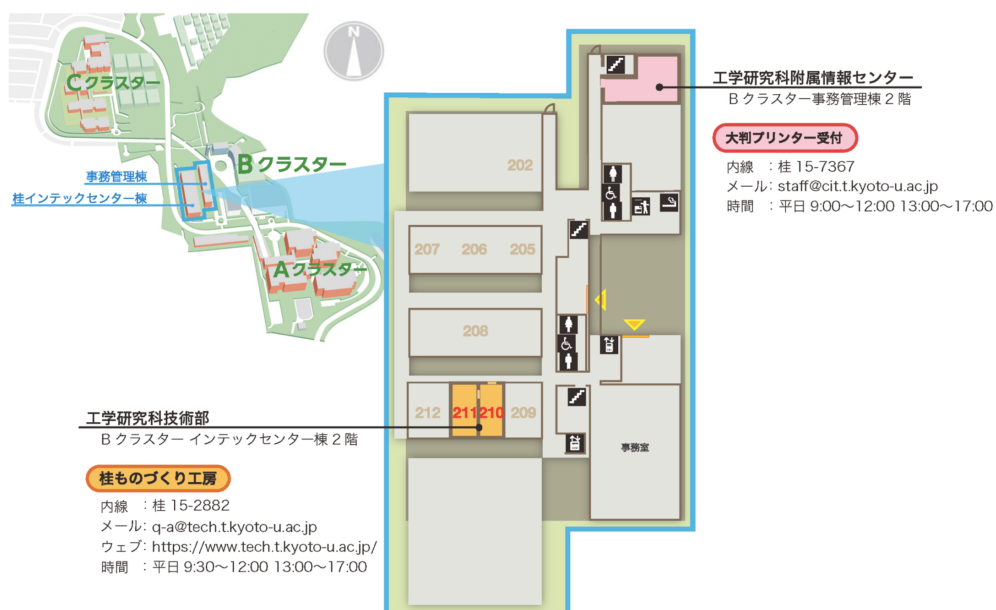 N
Cクラスター
Bクラスター
事務管理棟
桂インテックセンター棟
Aクラスター
工学研究科附属情報センター
Bクラスター事務管理棟2階
大判プリンター受付
内線 : 桂 15-7367
メール: staff@cit.t.kyoto-u.ac.jp
時間 : 平日 9:00〜12:00 13:00〜17:00
202
207 206 205
208
212 211 210 209
事務室
工学研究科技術部
Bクラスター インテックセンター棟2階
桂ものづくり工房
内線 : 桂 15-2882
メール: q-a@tech.t.kyoto-u.ac.jp
ウェブ: https://www.tech.t.kyoto-u.ac.jp/
時間 : 平日 9:30〜12:00 13:00〜17:00